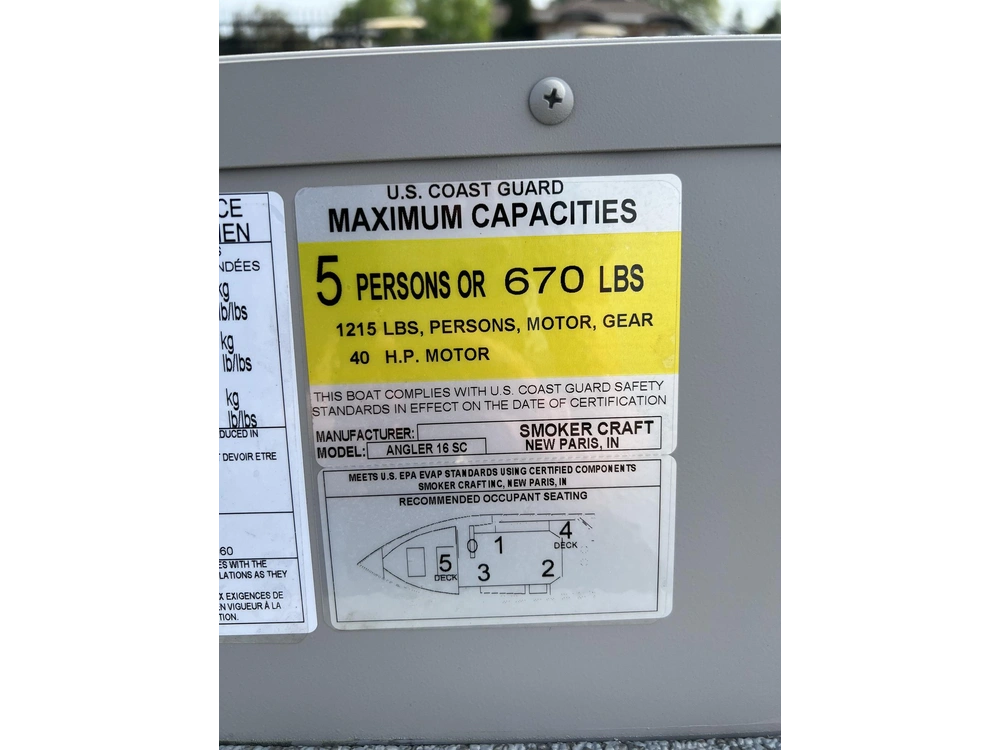 CE
IEN
S
NDÉES
kg
lb/lbs
kg
lb/lbs
kg
lb/lbs
DUCED IN
DEVOIR ETRE
60
ES WITH THE
LATIONS AS THEY
X EXIGENCES DE
EN VIGUEUR À LA
TION.
U.S. COAST GUARD
MAXIMUM CAPACITIES
5 PERSONS OR 670 LBS
1215 LBS, PERSONS, MOTOR, GEAR
40 H.P. MOTOR
THIS BOAT COMPLIES WITH U.S. COAST GUARD SAFETY
STANDARDS IN EFFECT ON THE DATE OF CERTIFICATION
MANUFACTURER: SMOKER CRAFT
MODEL: ANGLER 16 SC NEW PARIS, IN
MEETS U.S. EPA EVAP STANDARDS USING CERTIFIED COMPONENTS
SMOKER CRAFT INC, NEW PARIS, IN
RECOMMENDED OCCUPANT SEATING
4
DECK
1
5
DECK
3
2